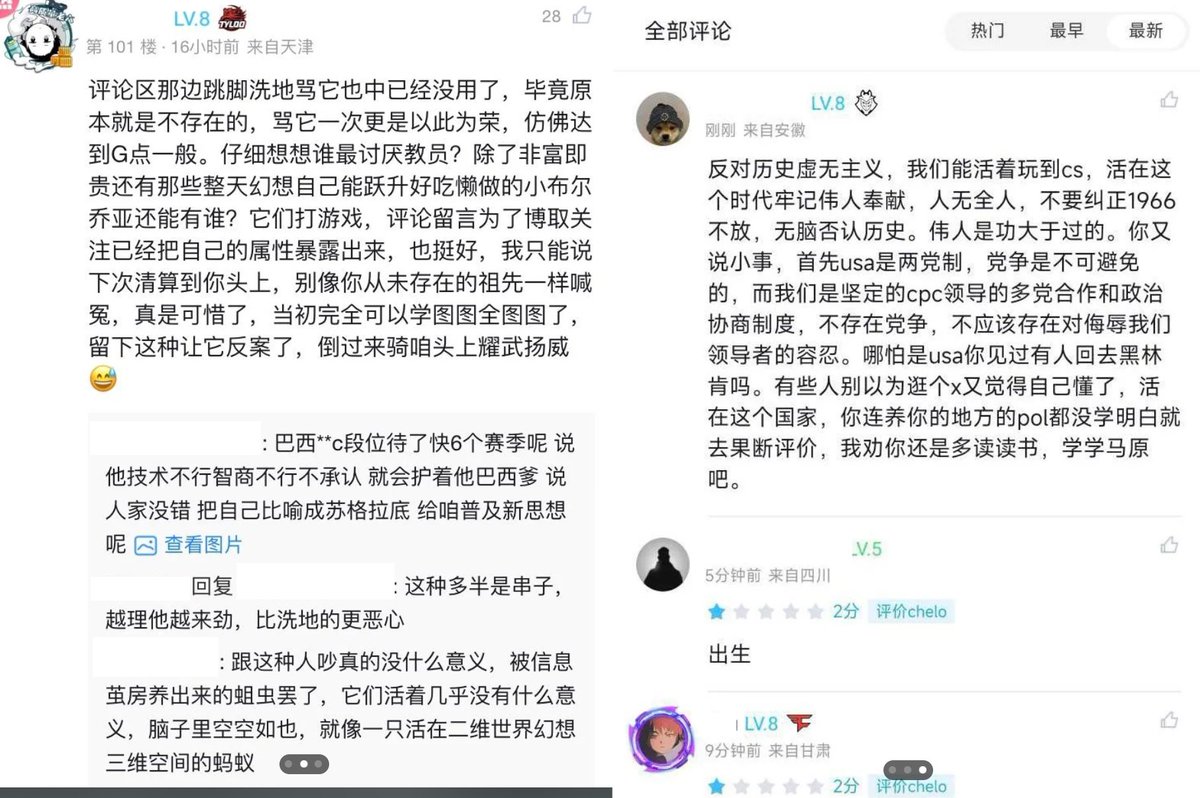 LV.8 TYLOO
28
第 101 楼 · 16小时前 来自天津
评论区那边跳脚洗地骂它也中已经没用了，毕竟原
本就是不存在的，骂它一次更是以此为荣，仿佛达
到G点一般。仔细想想谁最讨厌教员？除了非富即
贵还有那些整天幻想自己能跃升好吃懒做的小布尔
乔亚还能有谁？它们打游戏，评论留言为了博取关
注已经把自己的属性暴露出来，也挺好，我只能说
下次清算到你头上，别像你从未存在的祖先一样喊
冤，真是可惜了，当初完全可以学图图全图图了，
留下这种让它反案了，倒过来骑咱头上耀武扬威
😅
: 巴西**c段位待了快6个赛季呢 说
他技术不行智商不行不承认 就会护着他巴西爹 说
人家没错 把自己比喻成苏格拉底 给咱普及新思想
呢 查看图片
回复 : 这种多半是串子，
越理他越来劲，比洗地的更恶心
: 跟这种人吵真的没什么意义，被信息
茧房养出来的蛆虫罢了，它们活着几乎没有什么意
义，脑子里空空如也，就像一只活在二维世界幻想
三维空间的蚂蚁
全部评论
热门 最早 最新
LV.8
刚刚 来自安徽
反对历史虚无主义，我们能活着玩到cs，活在这
个时代牢记伟人奉献，人无全人，不要纠正1966
不放，无脑否认历史。伟人是功大于过的。你又
说小事，首先usa是两党制，党争是不可避免
的，而我们是坚定的cpc领导的多党合作和政治
协商制度，不存在党争，不应该存在对侮辱我们
领导者的容忍。哪怕是usa你见过有人回去黑林
肯吗。有些人别以为逛个x又觉得自己懂了，活
在这个国家，你连养你的地方的pol都没学明白就
去果断评价，我劝你还是多读读书，学学马原
吧。
LV.5
5分钟前 来自四川
2分 评价chelo
出生
LV.8
9分钟前 来自甘肃
2分 评价chelo